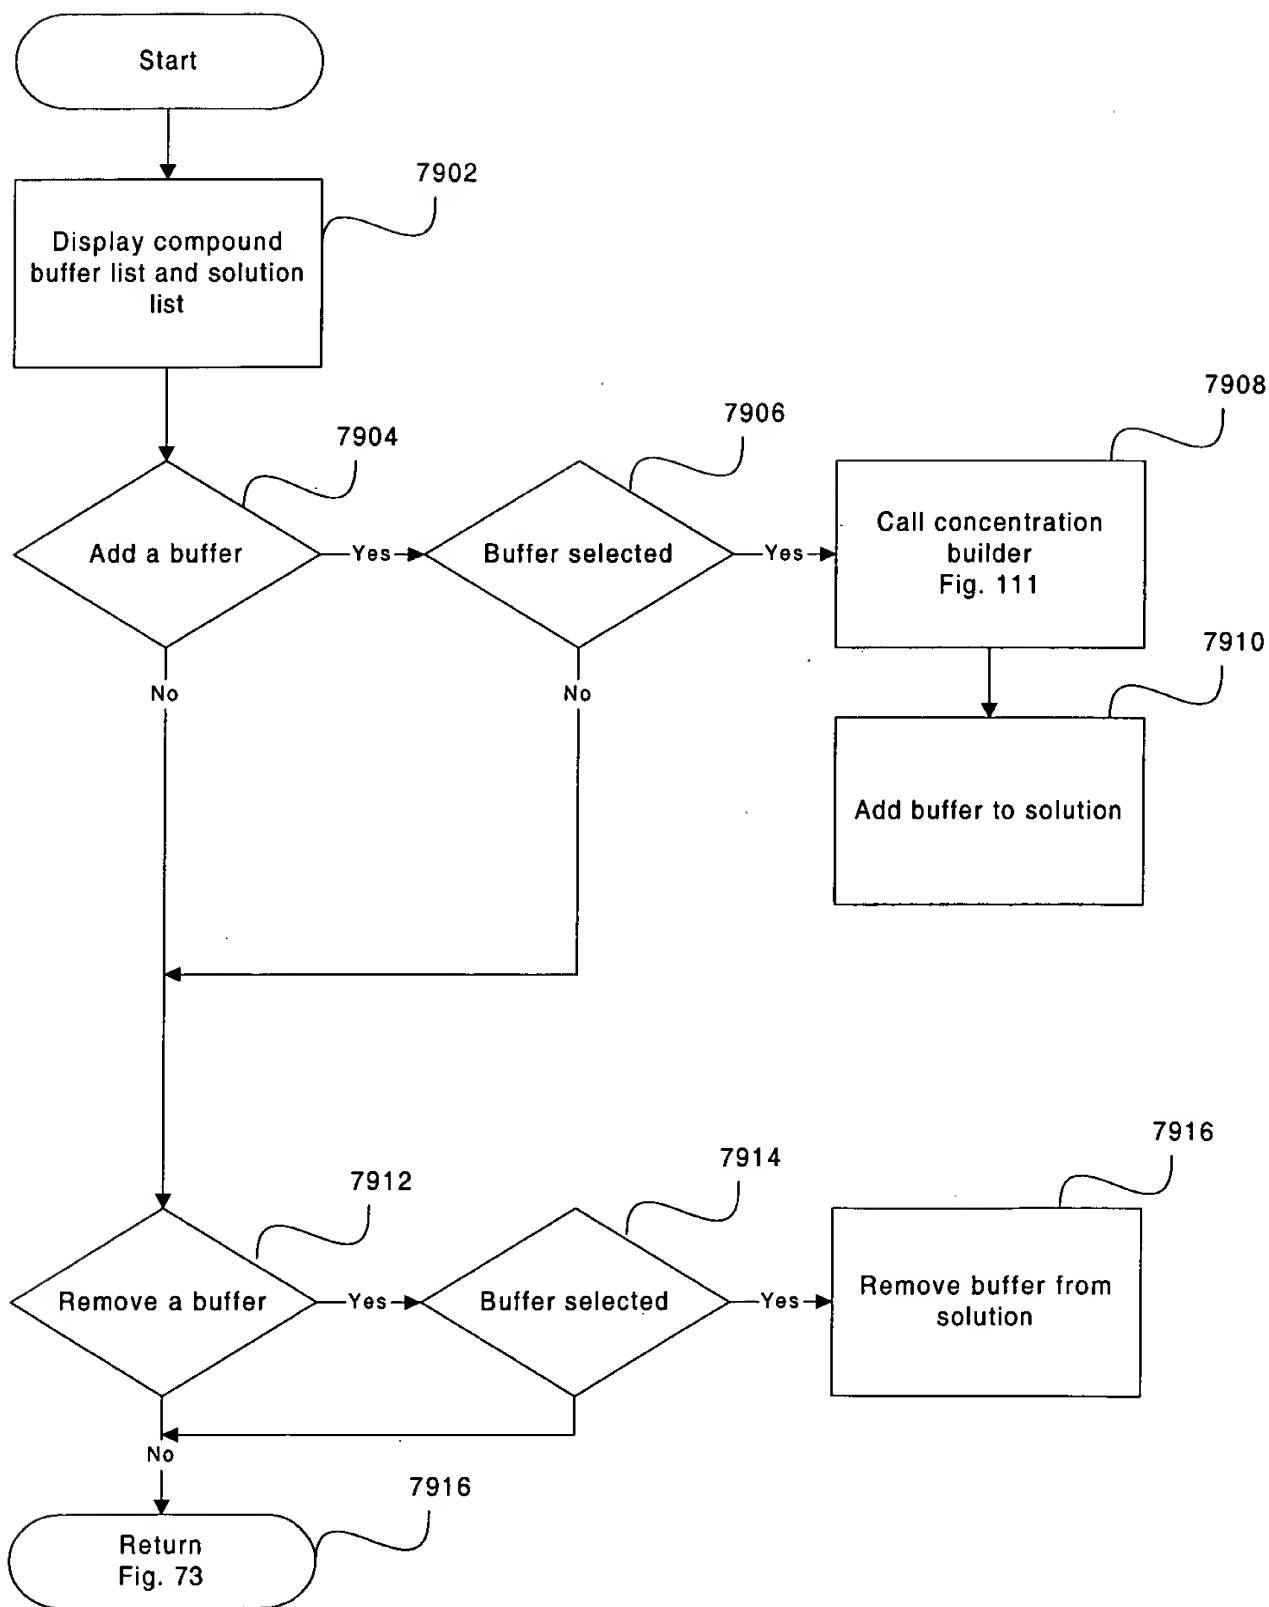 Start
7902
Display compound
buffer list and solution
list
7904
7906
7908
Add a buffer
Yes
Buffer selected
Yes
Call concentration
builder
Fig. 111
No
No
7910
Add buffer to solution
7912
7914
7916
Remove a buffer
Yes
Buffer selected
Yes
Remove buffer from
solution
No
7916
Return
Fig. 73